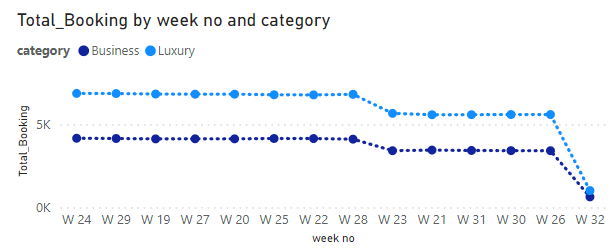 Total_Booking by week no and category
category Business Luxury
Total_Booking
5K
0K
W 24 W 29 W 19 W 27 W 20 W 25 W 22 W 28 W 23 W 21 W 31 W 30 W 26 W 32
week no